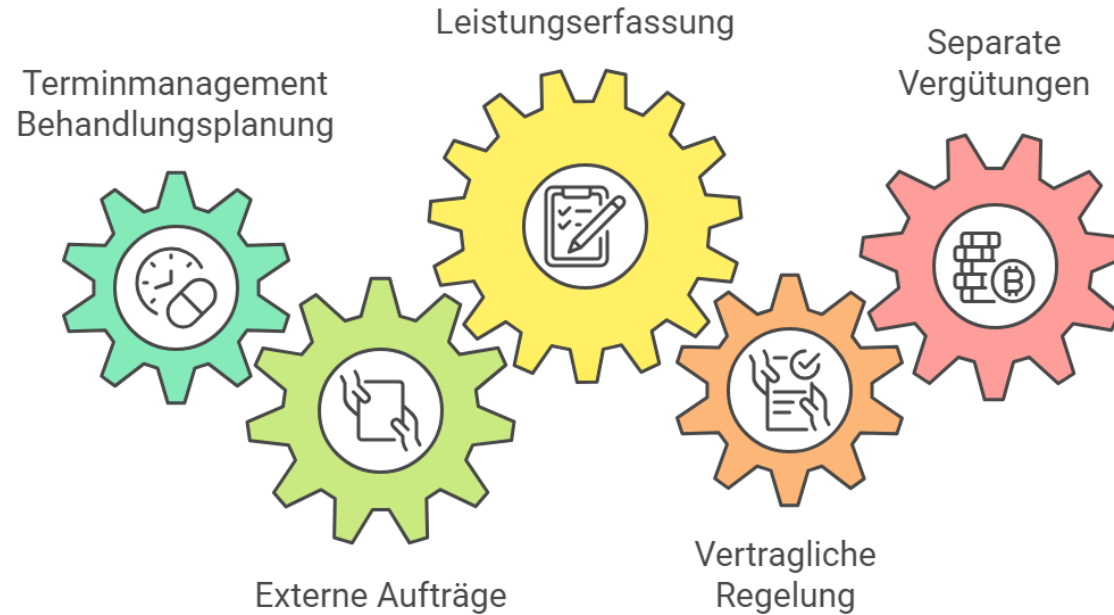 Leistungserfassung
Terminmanagement
Behandlungsplanung
Separate
Vergütungen
Externe Aufträge
Vertragliche
Regelung